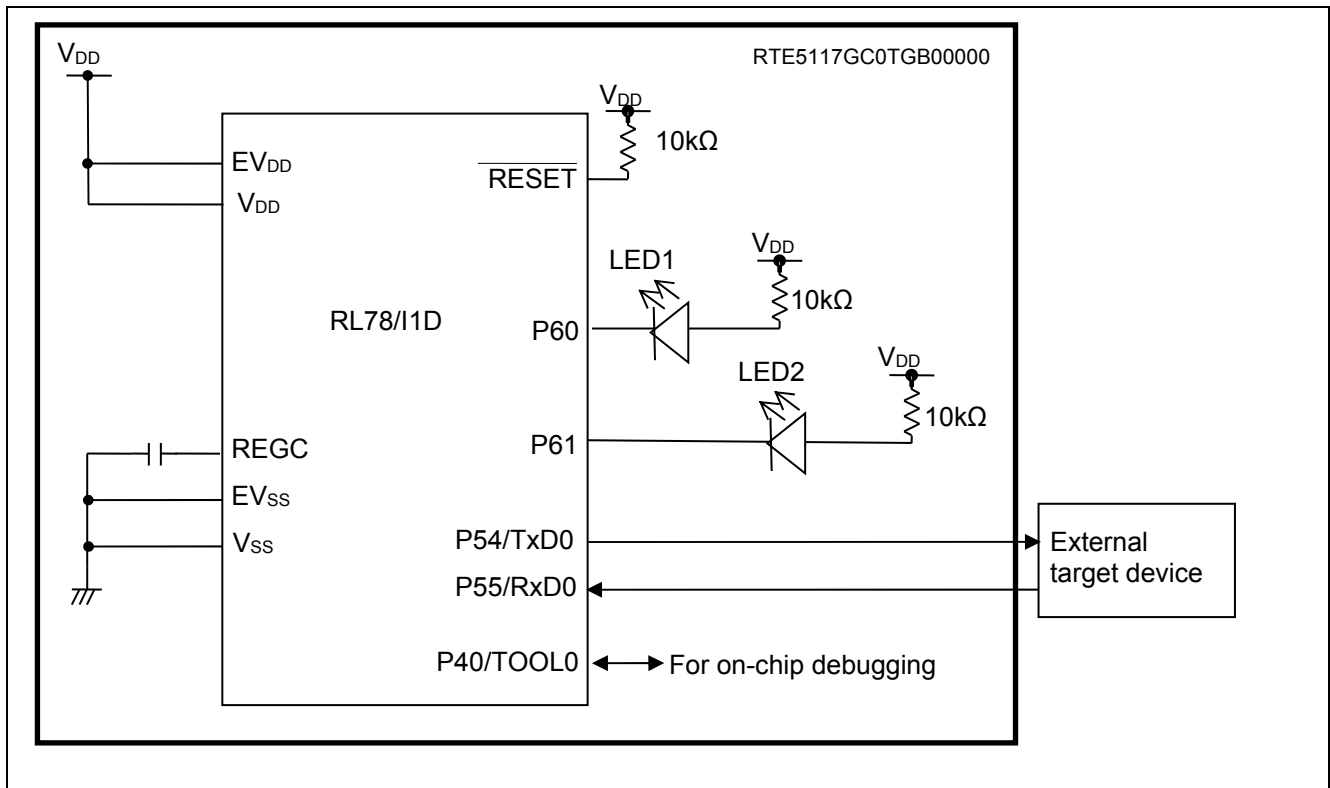 RTE5117GC0TGB00000
VDD
VDD
10kΩ
EVDD
RESET
VDD
VDD
LED1
10kΩ
RL78/I1D
P60
VDD
LED2
10kΩ
P61
REGC
EVSS
VSS
P54/TxD0
External
target device
P55/RxD0
P40/TOOL0
For on-chip debugging